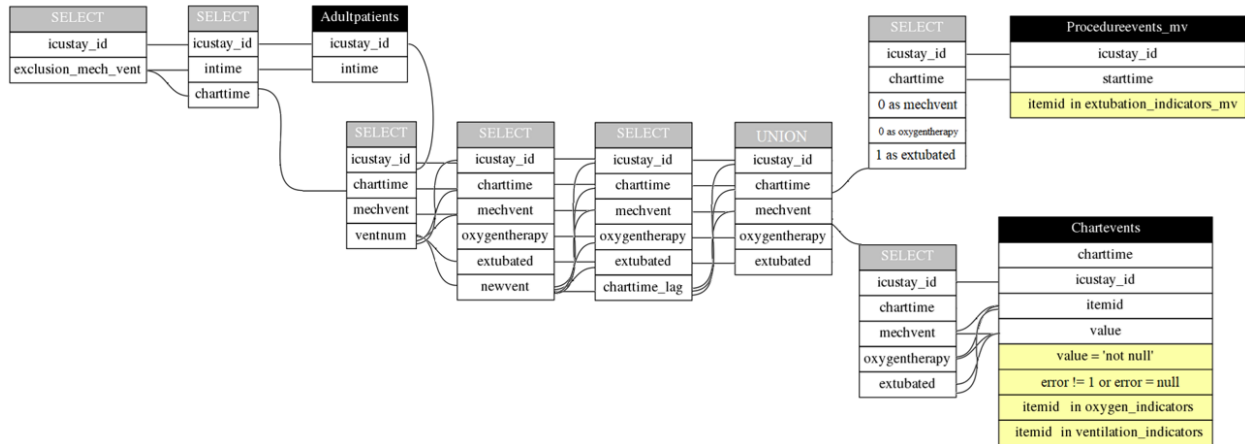 SELECT
icustay_id
exclusion_mech_vent
SELECT
icustay_id
intime
charttime
Adultpatients
icustay_id
intime
SELECT
icustay_id
charttime
mechvent
ventnum
SELECT
icustay_id
charttime
mechvent
oxygentherapy
extubated
newvent
SELECT
icustay_id
charttime
mechvent
oxygentherapy
extubated
charttime_lag
UNION
icustay_id
charttime
mechvent
oxygentherapy
extubated
SELECT
icustay_id
charttime
0 as mechvent
0 as oxygentherapy
1 as extubated
Procedureevents_mv
icustay_id
starttime
itemid in extubation_indicators_mv
SELECT
icustay_id
charttime
mechvent
oxygentherapy
extubated
Chartevents
charttime
icustay_id
itemid
value
value = 'not null'
error != 1 or error = null
itemid in oxygen_indicators
itemid in ventilation_indicators